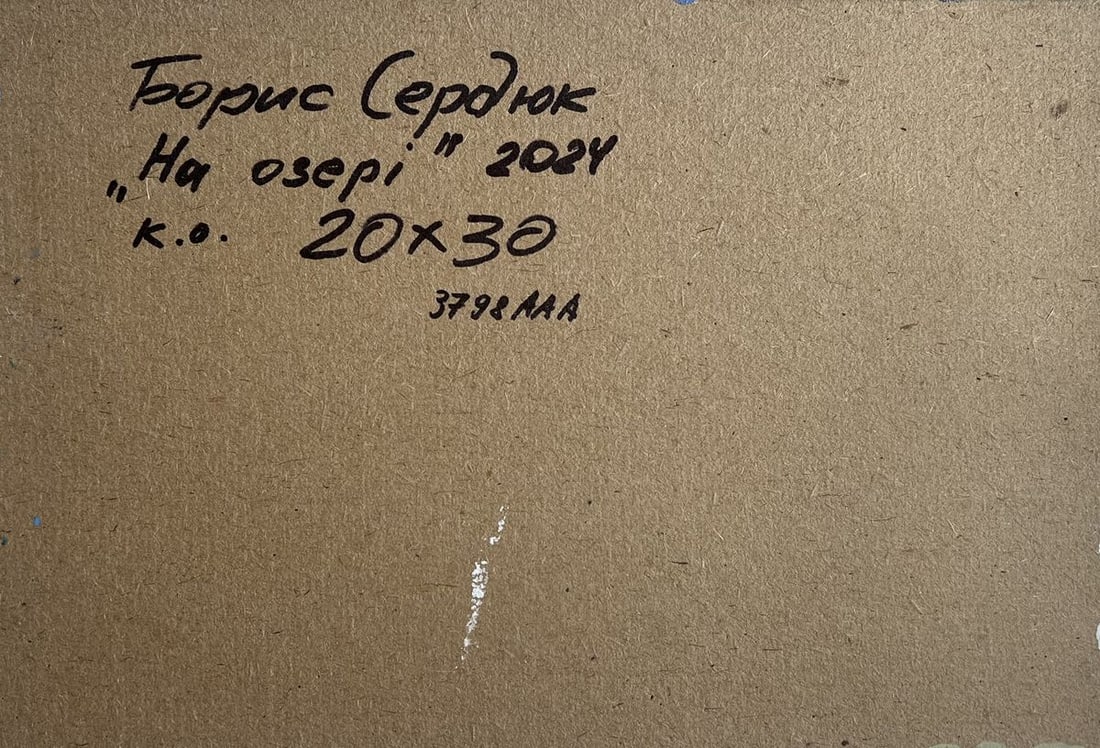 Борис Сердюк
„На озері" 2024
к.о. 20×30
3798ААА